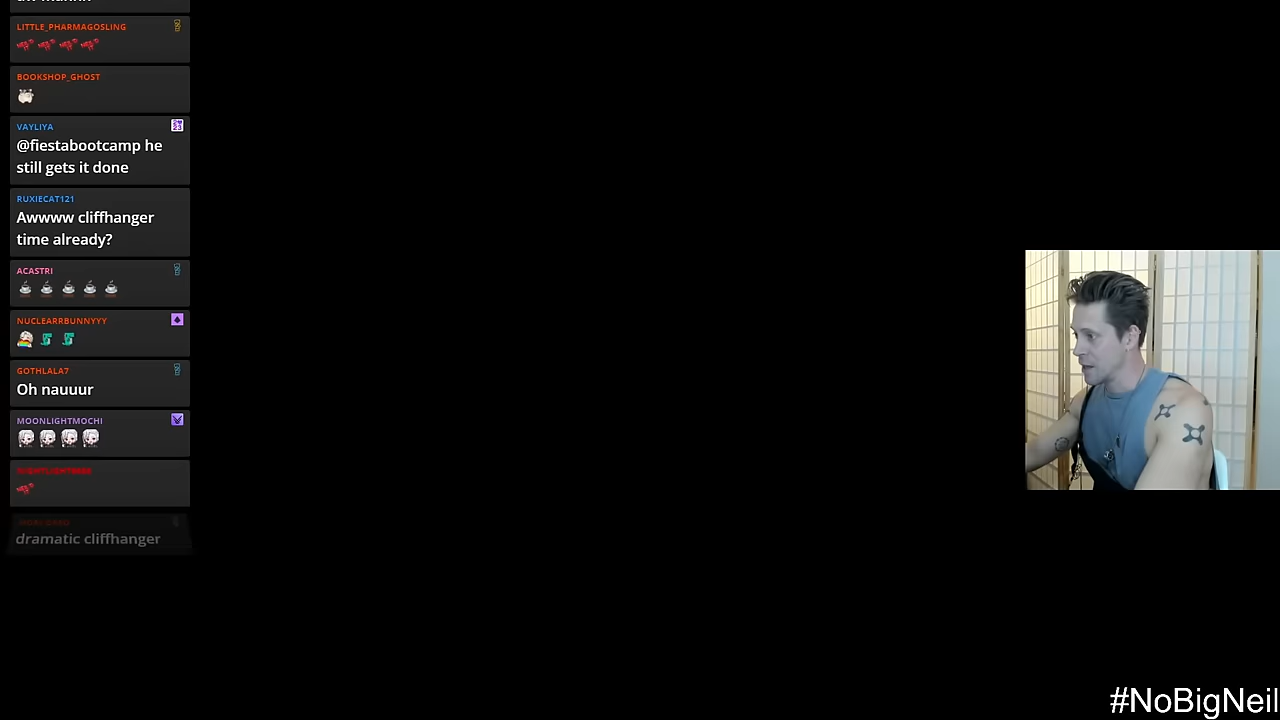 LITTLE_PHARMAGOSLING
BOOKSHOP_GHOST
VAYLIYA
@fiestabootcamp he
still gets it done
RUXIECAT121
Awwww cliffhanger
time already?
ACASTRI
NUCLEARRBUNNYYY
GOTHLALA7
Oh nauuur
MOONLIGHTMOCHI
dramatic cliffhanger
#NoBigNeil